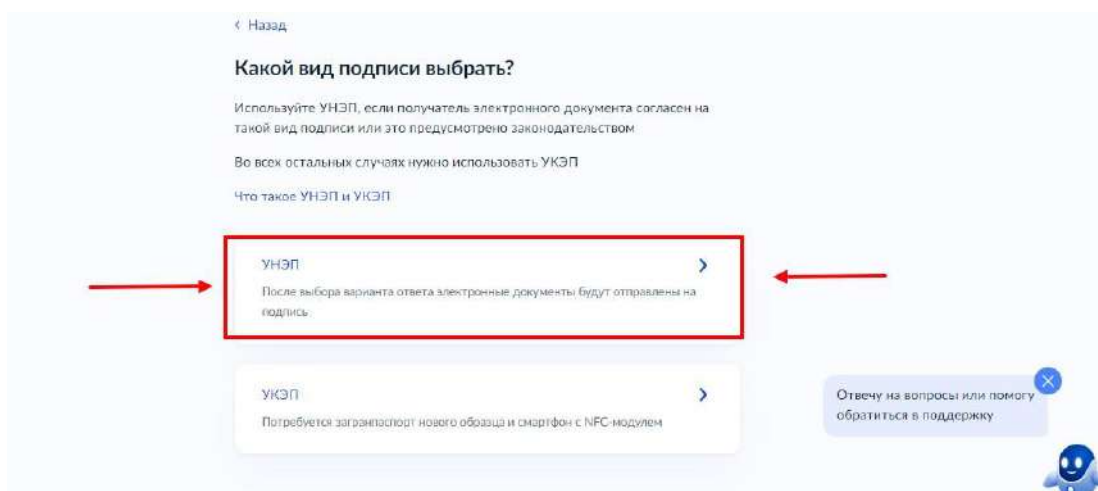 Назад
Какой вид подписи выбрать?
Используйте УНЭП, если получатель электронного документа согласен на
такой вид подписи или это предусмотрено законодательством
Во всех остальных случаях нужно использовать УКЭП
Что такое УНЭП и УКЭП
УНЭП
После выбора варианта ответа электронные документы будут отправлены на
подпись
УКЭП
Потребуется загранпаспорт нового образца и смартфон с NFC-модулем
Отвечу на вопросы или помогу
обратиться в поддержку